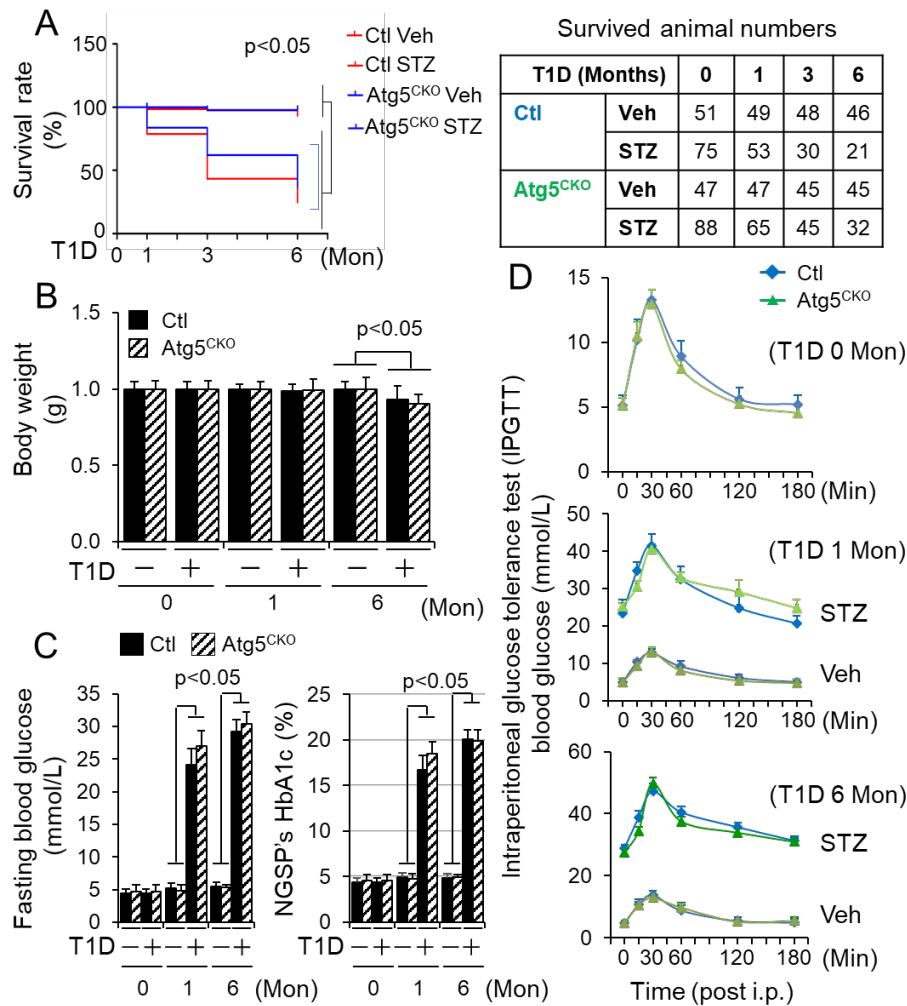 A
150
100
50
0
Survival rate
(%)
p<0.05
Ctl Veh
Ctl STZ
Atg5CKO Veh
Atg5CKO STZ
T1D 0 1 3 6 (Mon)
Survived animal numbers
T1D (Months) 0 1 3 6
Ctl Veh 51 49 48 46
STZ 75 53 30 21
Atg5CKO Veh 47 47 45 45
STZ 88 65 45 32
B
Ctl
Atg5CKO
p<0.05
Body weight
(g)
1.5
1.0
0.5
0.0
T1D — + — + — +
0 1 6 (Mon)
C
Ctl Atg5CKO
p<0.05
Fasting blood glucose
mmol/L)
35
30
25
20
15
10
5
0
T1D — + — + — +
0 1 6 (Mon)
p<0.05
NGSP's HbA1c (%)
25
20
15
10
5
0
T1D — + — + — +
0 1 6 (Mon)
D
Ctl
Atg5CKO
Intraperitoneal glucose tolerance test (IPGTT)
blood glucose (mmol/L)
(T1D 0 Mon)
15
10
5
0
0 30 60 120 180 (Min)
(T1D 1 Mon)
STZ
Veh
50
40
30
20
10
0
0 30 60 120 180 (Min)
(T1D 6 Mon)
STZ
Veh
60
40
20
0
0 30 60 120 180 (Min)
Time (post i.p.)